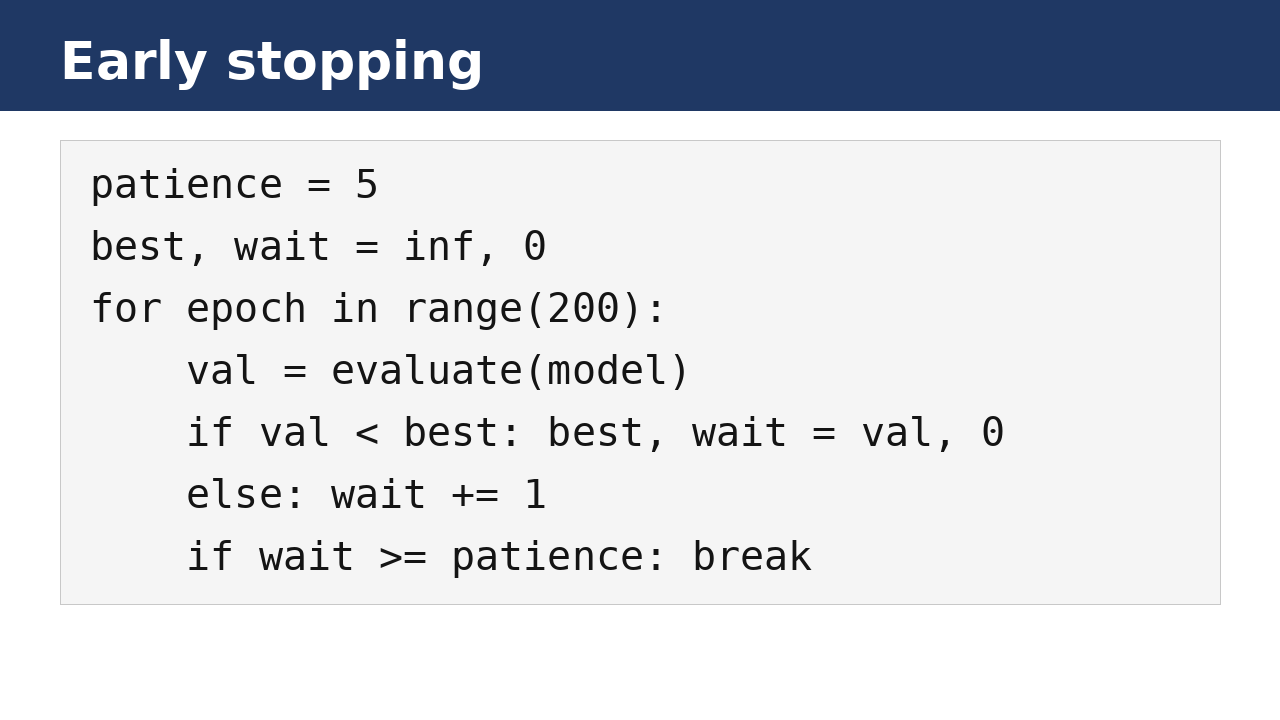 Early stopping
patience = 5
best, wait = inf, 0
for epoch in range(200):
    val = evaluate(model)
    if val < best: best, wait = val, 0
    else: wait += 1
    if wait >= patience: break